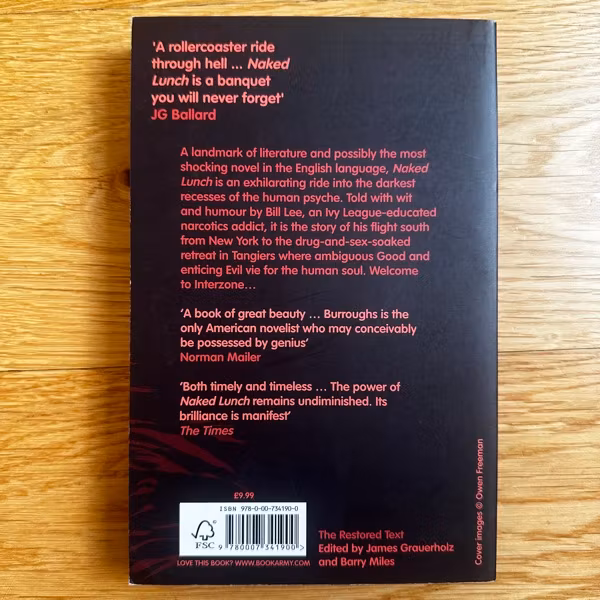 'A rollercoaster ride
through hell ... Naked
Lunch is a banquet
you will never forget'
JG Ballard
A landmark of literature and possibly the most
shocking novel in the English language, Naked
Lunch is an exhilarating ride into the darkest
recesses of the human psyche. Told with wit
and humour by Bill Lee, an Ivy League-educated
narcotics addict, it is the story of his flight south
from New York to the drug-and-sex-soaked
retreat in Tangiers where ambiguous Good and
enticing Evil vie for the human soul. Welcome
to Interzone...
'A book of great beauty ... Burroughs is the
only American novelist who may conceivably
be possessed by genius'
Norman Mailer
'Both timely and timeless ... The power of
Naked Lunch remains undiminished. Its
brilliance is manifest'
The Times
£9.99
ISBN 978-0-00-734190-0
FSC
9 780007 341900 >
LOVE THIS BOOK? WWW.BOOKARMY.COM
The Restored Text
Edited by James Grauerholz
and Barry Miles
Cover images © Owen Freeman